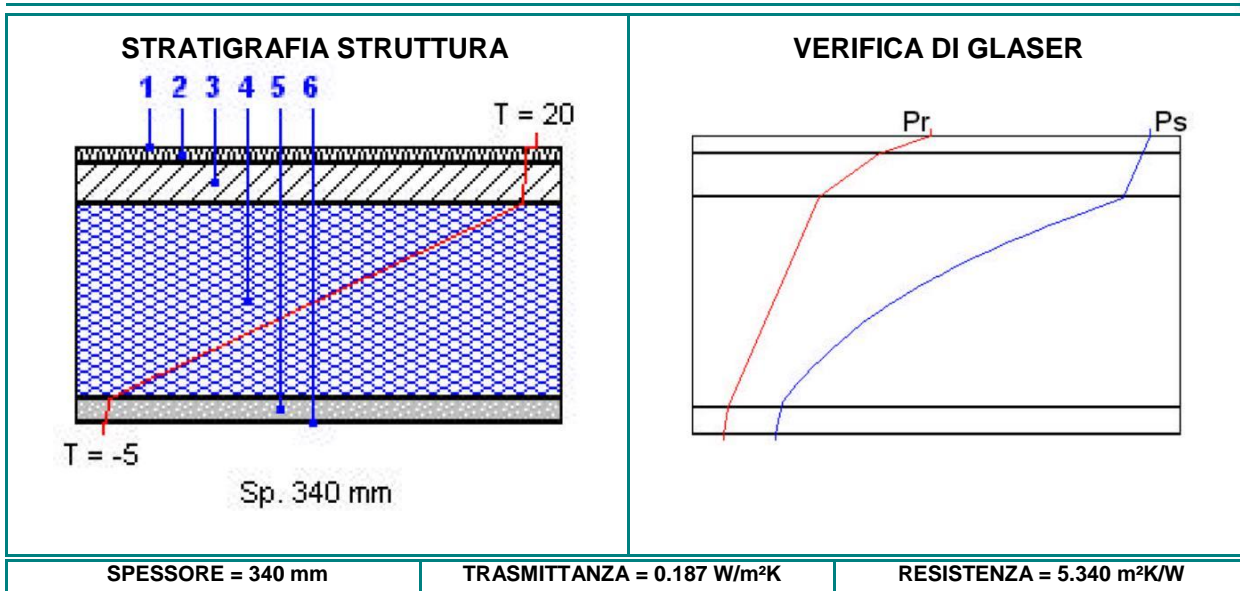 STRATIGRAFIA STRUTTURA
1 2 3 4 5 6
T = 20
T = -5
Sp. 340 mm
VERIFICA DI GLASER
Pr
Ps
SPESSORE = 340 mm
TRASMITTANZA = 0.187 W/m²K
RESISTENZA = 5.340 m²K/W